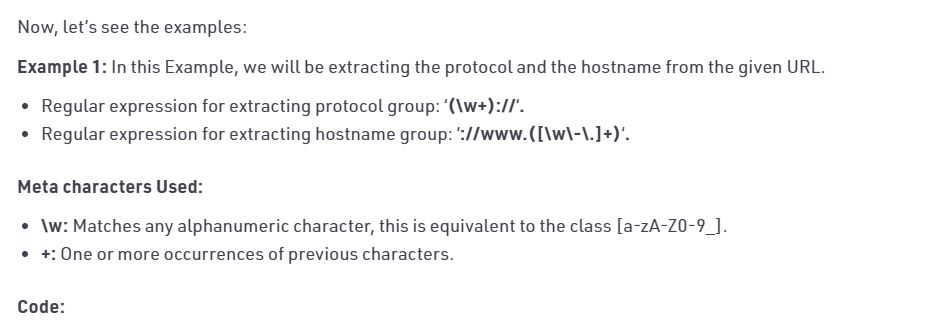 Now, let’s see the examples:
Example 1: In this Example, we will be extracting the protocol and the hostname from the given URL.
• Regular expression for extracting protocol group: ‘(\w+)://‘.
• Regular expression for extracting hostname group: ‘://www.([\w\-\.]+)‘.
Meta characters Used:
• \w: Matches any alphanumeric character, this is equivalent to the class [a-zA-Z0-9_].
• +: One or more occurrences of previous characters.
Code: